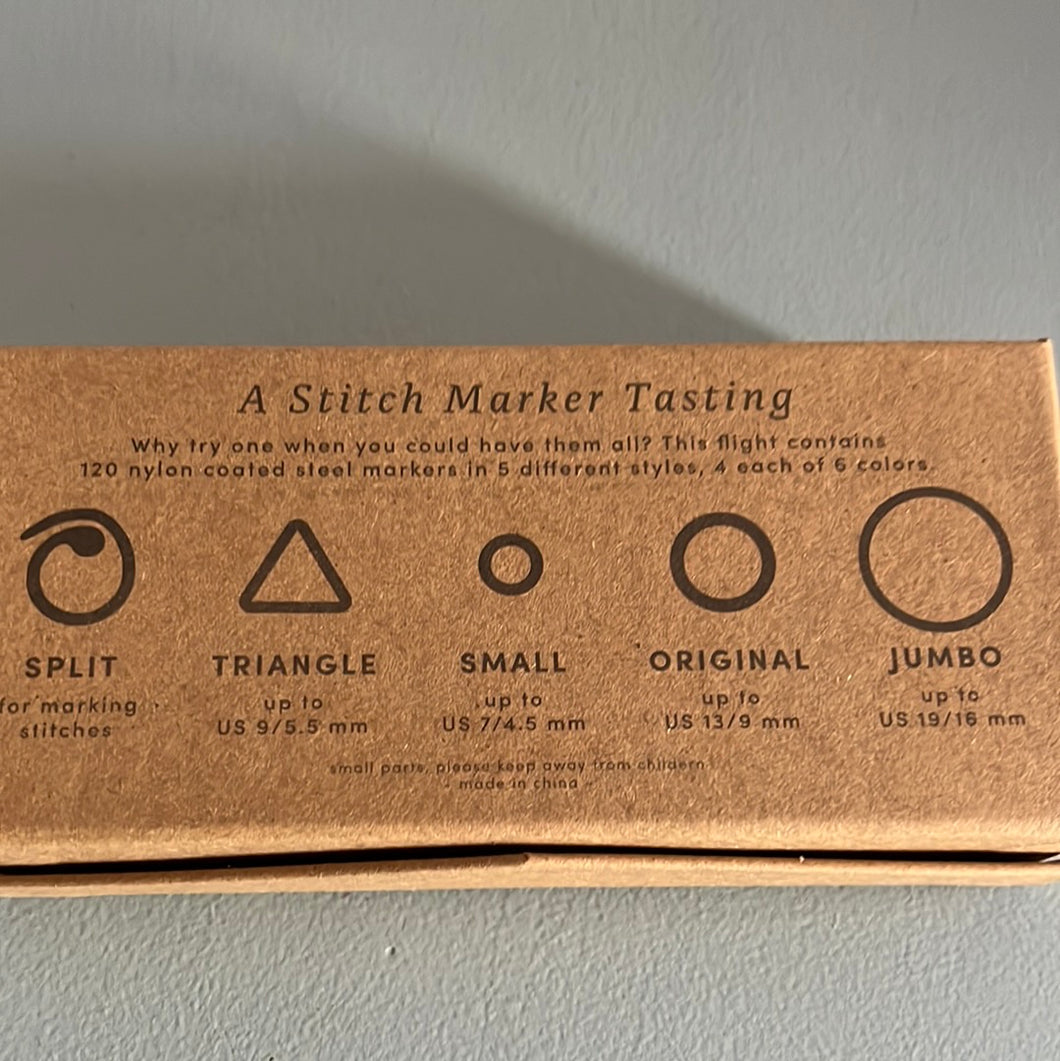 A Stitch Marker Tasting
Why try one when you could have them all? This flight contains
120 nylon coated steel markers in 5 different styles, 4 each of 6 colors.
SPLIT
for marking
stitches
TRIANGLE
up to
US 9/5.5 mm
SMALL
up to
US 7/4.5 mm
ORIGINAL
up to
US 13/9 mm
JUMBO
up to
US 19/16 mm
small parts, please keep away from childern
- made in china -